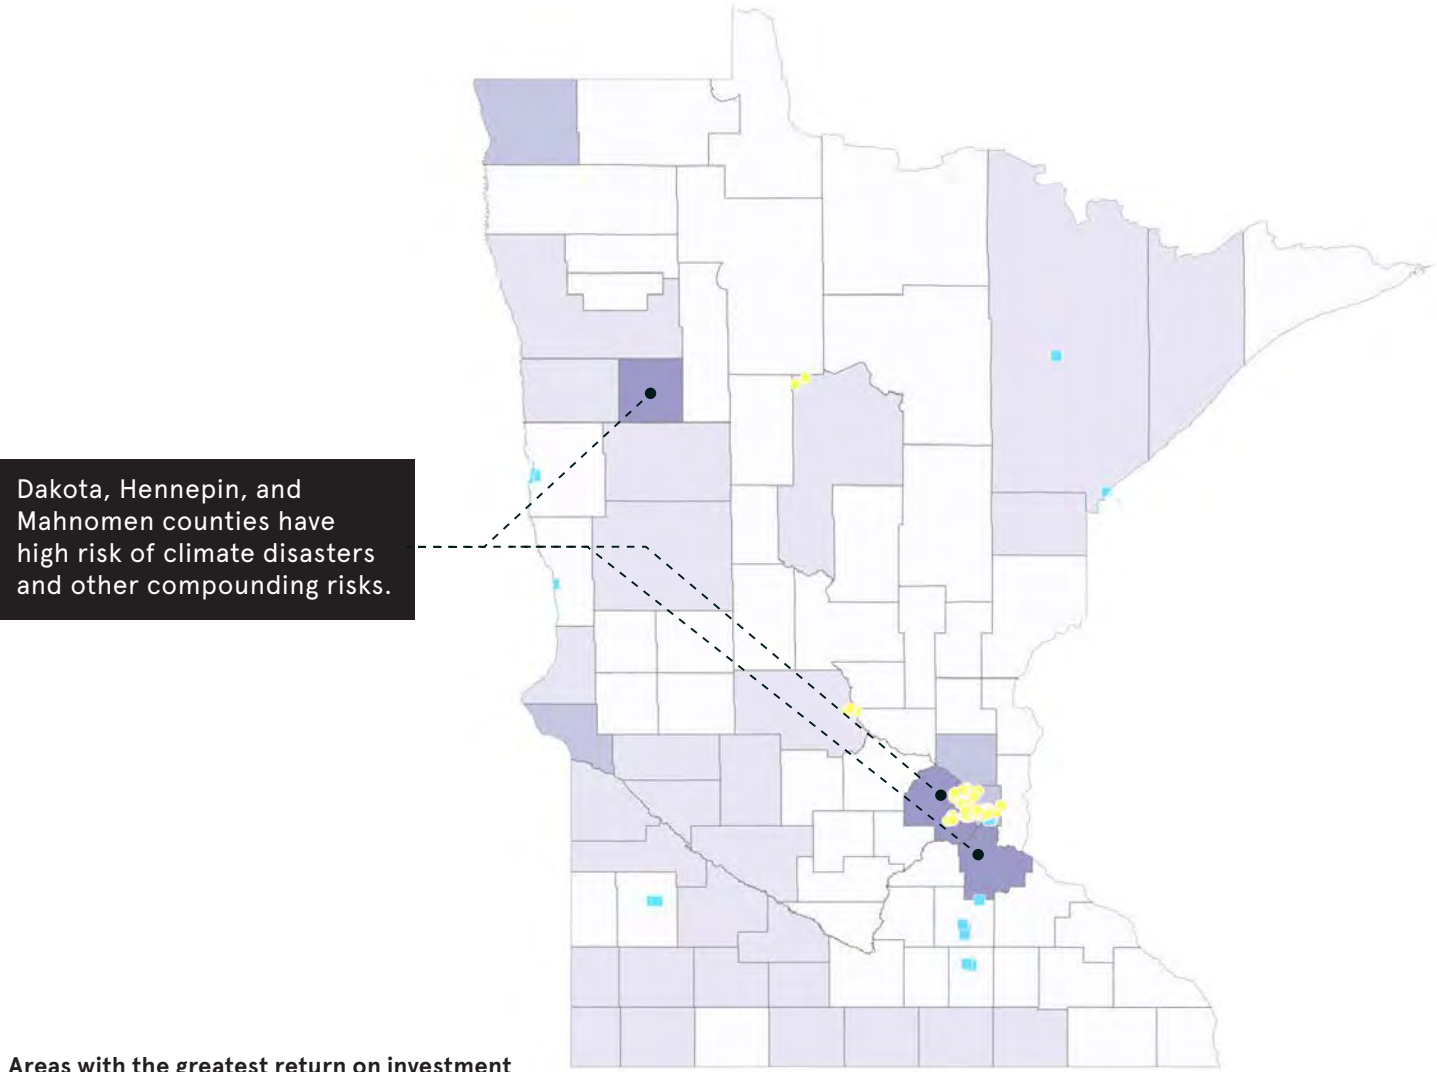 Dakota, Hennepin, and
Mahnomen counties have
high risk of climate disasters
and other compounding risks.
Areas with the greatest return on investment